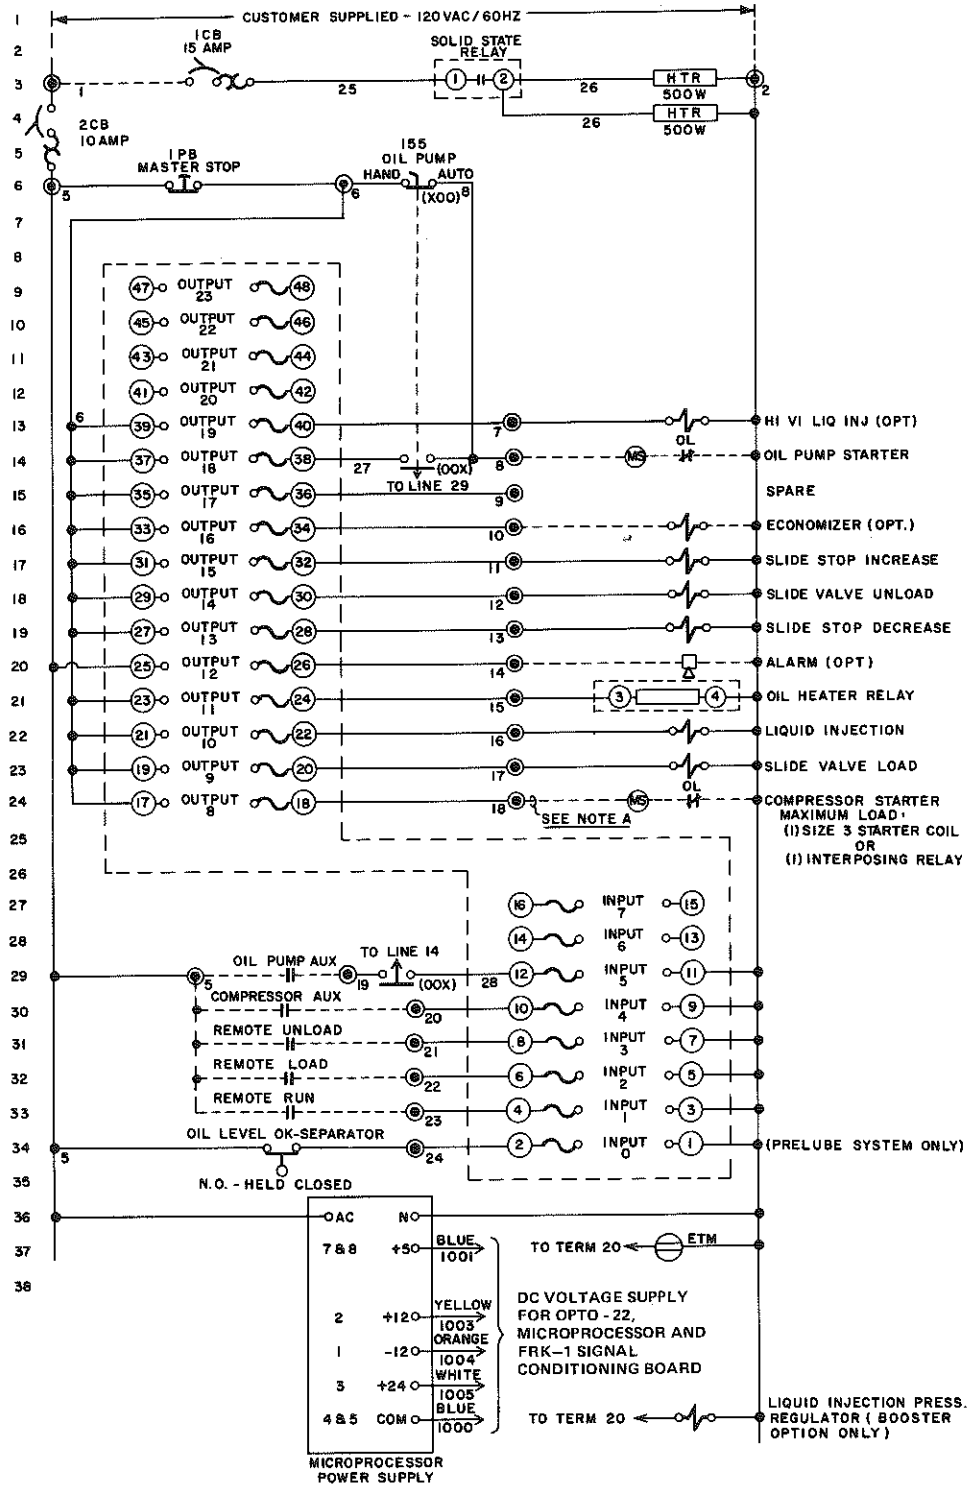 1 CUSTOMER SUPPLIED - 120VAC/60HZ
2 1CB SOLID STATE
15 AMP RELAY
3 1 25 1 2 26 HTR 2
500W
4 2CB 26 HTR
10AMP 500W
5 1PB 155
MASTER STOP OIL PUMP
HAND AUTO
6 5 6 (X00) 8
7
8
9 47 OUTPUT 23 48
10 45 OUTPUT 22 46
11 43 OUTPUT 21 44
12 41 OUTPUT 20 42
13 6 39 OUTPUT 19 40 7 HI VI LIQ INJ (OPT)
14 37 OUTPUT 18 38 27 (00X) 8 MS OL OIL PUMP STARTER
TO LINE 29
15 35 OUTPUT 17 36 9 SPARE
16 33 OUTPUT 16 34 10 ECONOMIZER (OPT.)
17 31 OUTPUT 15 32 11 SLIDE STOP INCREASE
18 29 OUTPUT 14 30 12 SLIDE VALVE UNLOAD
19 27 OUTPUT 13 28 13 SLIDE STOP DECREASE
20 25 OUTPUT 12 26 14 ALARM (OPT)
21 23 OUTPUT 11 24 15 3 4 OIL HEATER RELAY
22 21 OUTPUT 10 22 16 LIQUID INJECTION
23 19 OUTPUT 9 20 17 SLIDE VALVE LOAD
24 17 OUTPUT 8 18 18 MS OL COMPRESSOR STARTER
SEE NOTE A MAXIMUM LOAD:
25 (1) SIZE 3 STARTER COIL
OR
26 (1) INTERPOSING RELAY
27 16 INPUT 7 15
28 14 INPUT 6 13
TO LINE 14
29 5 OIL PUMP AUX 19 (00X) 28 12 INPUT 5 11
30 COMPRESSOR AUX 20 10 INPUT 4 9
31 REMOTE UNLOAD 21 8 INPUT 3 7
32 REMOTE LOAD 22 6 INPUT 2 5
33 REMOTE RUN 23 4 INPUT 1 3
34 5 OIL LEVEL OK-SEPARATOR 24 2 INPUT 0 1 (PRELUBE SYSTEM ONLY)
35 N.O. - HELD CLOSED
36 AC N
37 7 & 8 +5 BLUE 1001 TO TERM 20 ETM
38
2 +12 YELLOW 1003
1 -12 ORANGE 1004
3 +24 WHITE 1005
4 & 5 COM BLUE 1000
DC VOLTAGE SUPPLY
FOR OPTO - 22,
MICROPROCESSOR AND
FRK-1 SIGNAL
CONDITIONING BOARD
TO TERM 20
LIQUID INJECTION PRESS.
REGULATOR ( BOOSTER
OPTION ONLY )
MICROPROCESSOR
POWER SUPPLY